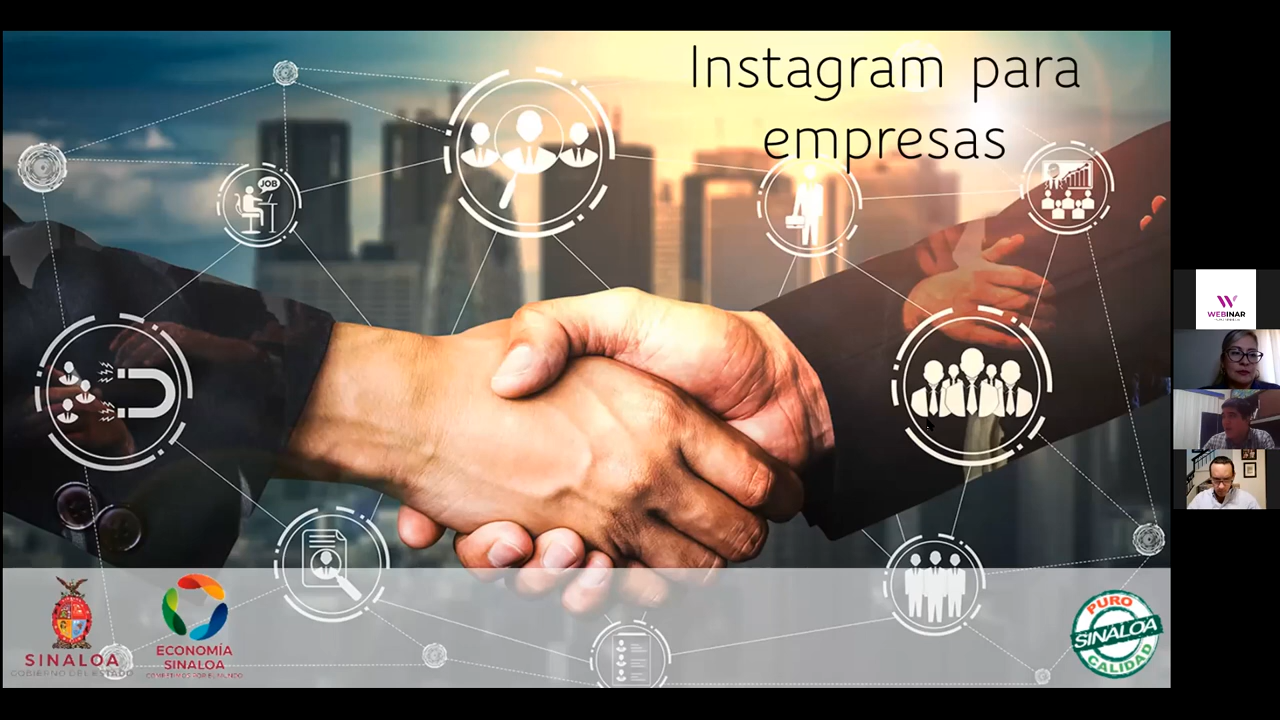 Instagram para
empresas
JOB
WEBINAR
SINALOA
GOBIERNO DEL ESTADO
ECONOMÍA
SINALOA
PURO
SINALOA
CALIDAD